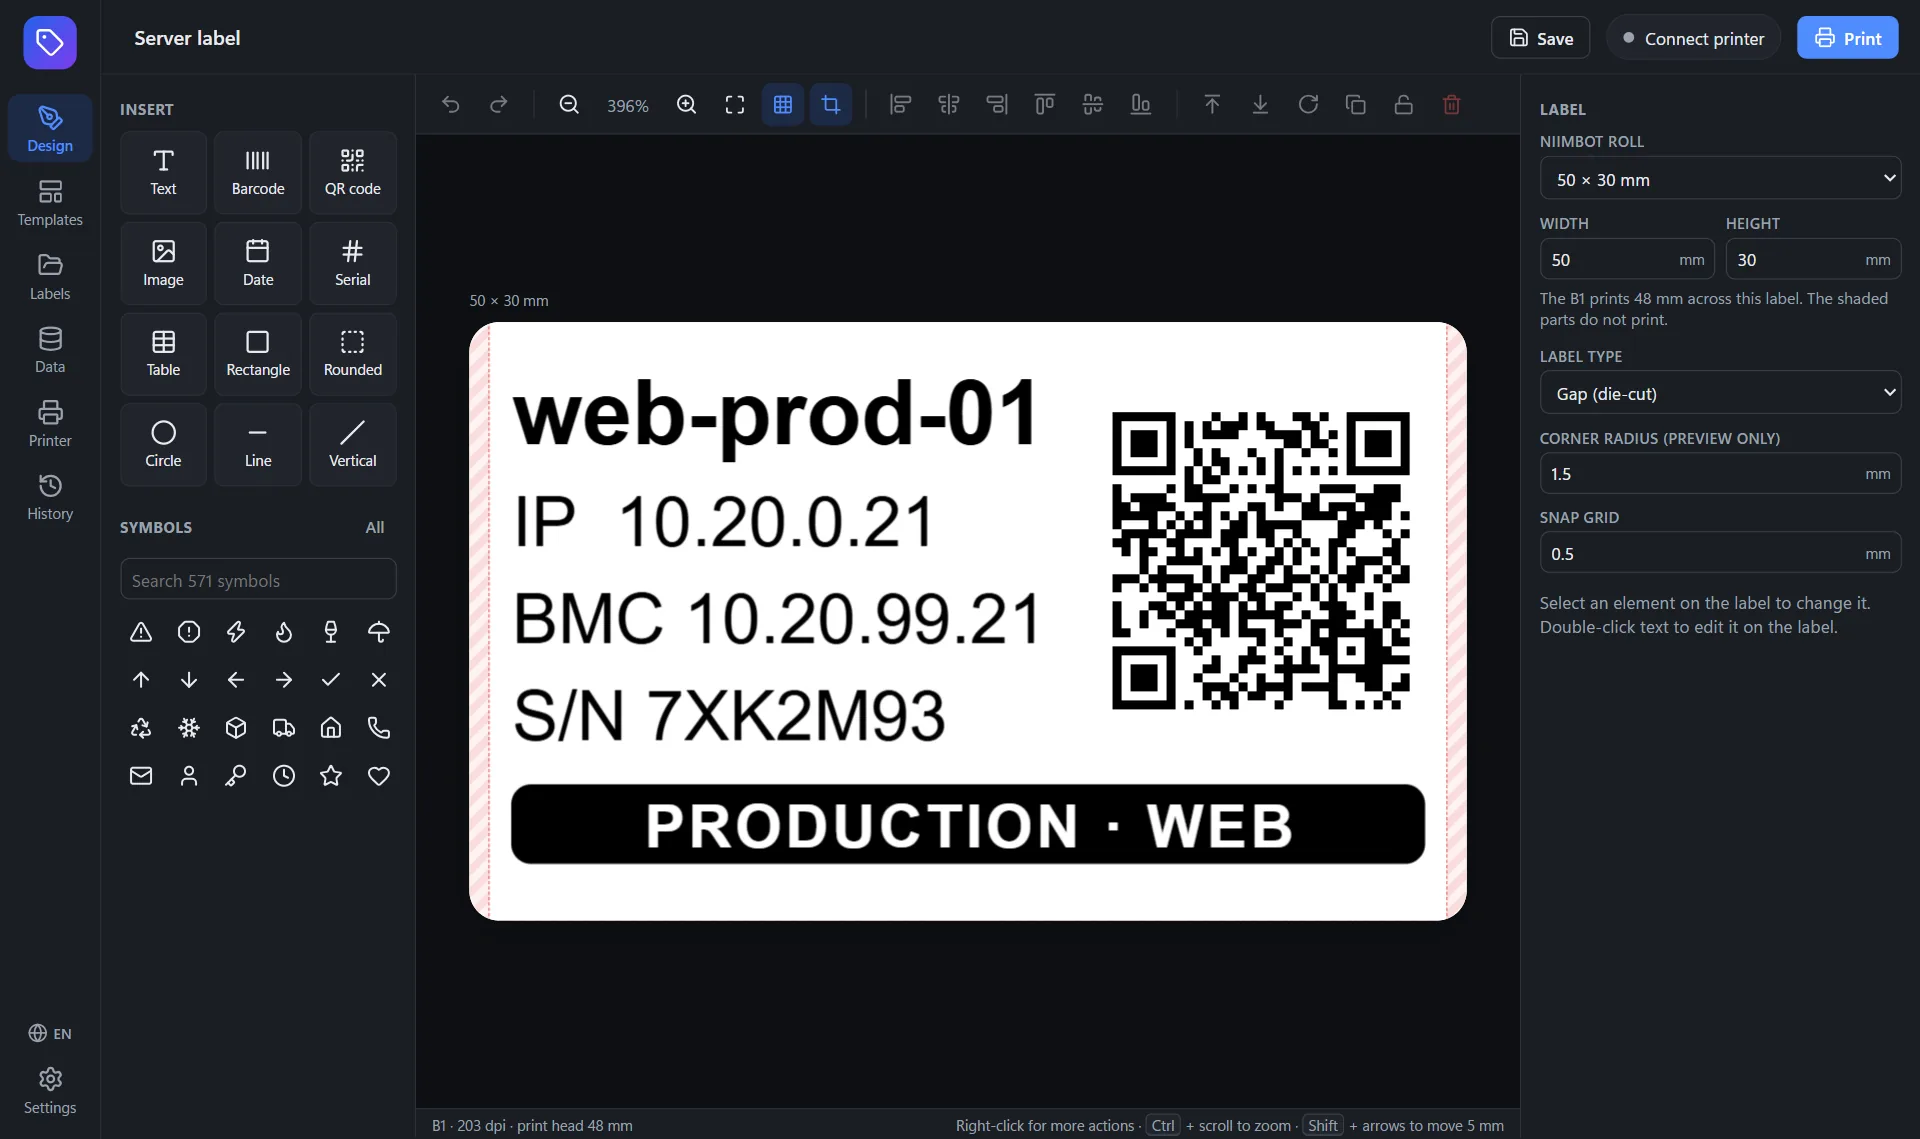 Server label
Save
Connect printer
Print
Design
Templates
Labels
Data
Printer
History
EN
Settings
INSERT
Text
Barcode
QR code
Image
Date
Serial
Table
Rectangle
Rounded
Circle
Line
Vertical
SYMBOLS
All
Search 571 symbols
396%
50 × 30 mm
web-prod-01
IP 10.20.0.21
BMC 10.20.99.21
S/N 7XK2M93
PRODUCTION · WEB
B1 · 203 dpi · print head 48 mm
Right-click for more actions · Ctrl + scroll to zoom · Shift + arrows to move 5 mm
LABEL
NIIMBOT ROLL
50 × 30 mm
WIDTH
HEIGHT
50 mm
30 mm
The B1 prints 48 mm across this label. The shaded
parts do not print.
LABEL TYPE
Gap (die-cut)
CORNER RADIUS (PREVIEW ONLY)
1.5 mm
SNAP GRID
0.5 mm
Select an element on the label to change it.
Double-click text to edit it on the label.